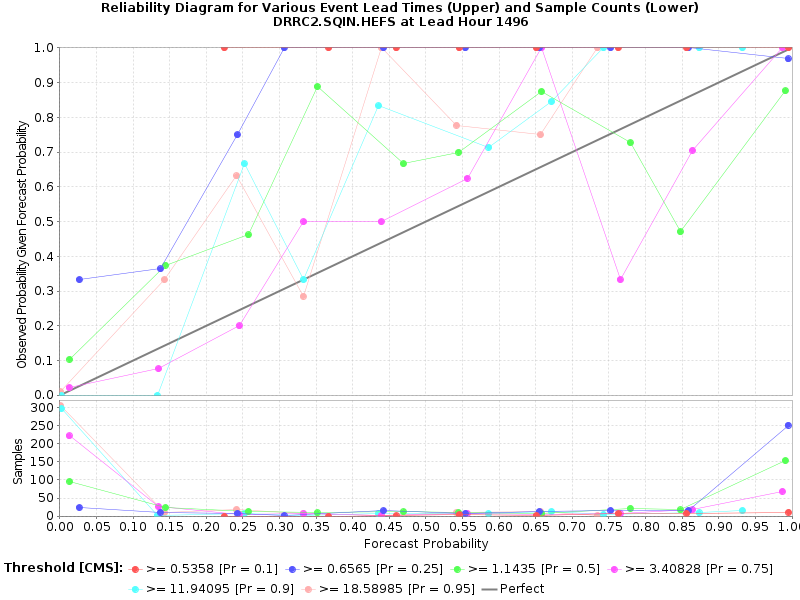 Reliability Diagram for Various Event Lead Times (Upper) and Sample Counts (Lower)
DRRC2.SQIN.HEFS at Lead Hour 1496
Observed Probability Given Forecast Probability
1.0
0.9
0.8
0.7
0.6
0.5
0.4
0.3
0.2
0.1
0.0
Samples
300
250
200
150
100
50
0
0.00 0.05 0.10 0.15 0.20 0.25 0.30 0.35 0.40 0.45 0.50 0.55 0.60 0.65 0.70 0.75 0.80 0.85 0.90 0.95 1.00
Forecast Probability
Threshold [CMS]: >= 0.5358 [Pr = 0.1] >= 0.6565 [Pr = 0.25] >= 1.1435 [Pr = 0.5] >= 3.40828 [Pr = 0.75]
>= 11.94095 [Pr = 0.9] >= 18.58985 [Pr = 0.95] Perfect